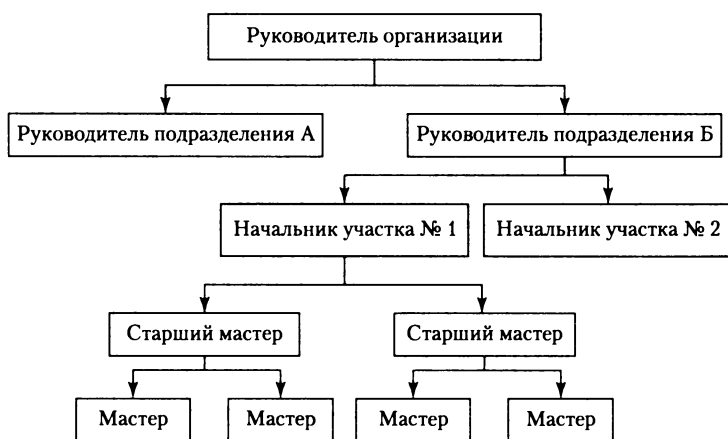 Руководитель организации
Руководитель подразделения А
Руководитель подразделения Б
Начальник участка № 1
Начальник участка № 2
Старший мастер
Старший мастер
Мастер
Мастер
Мастер
Мастер